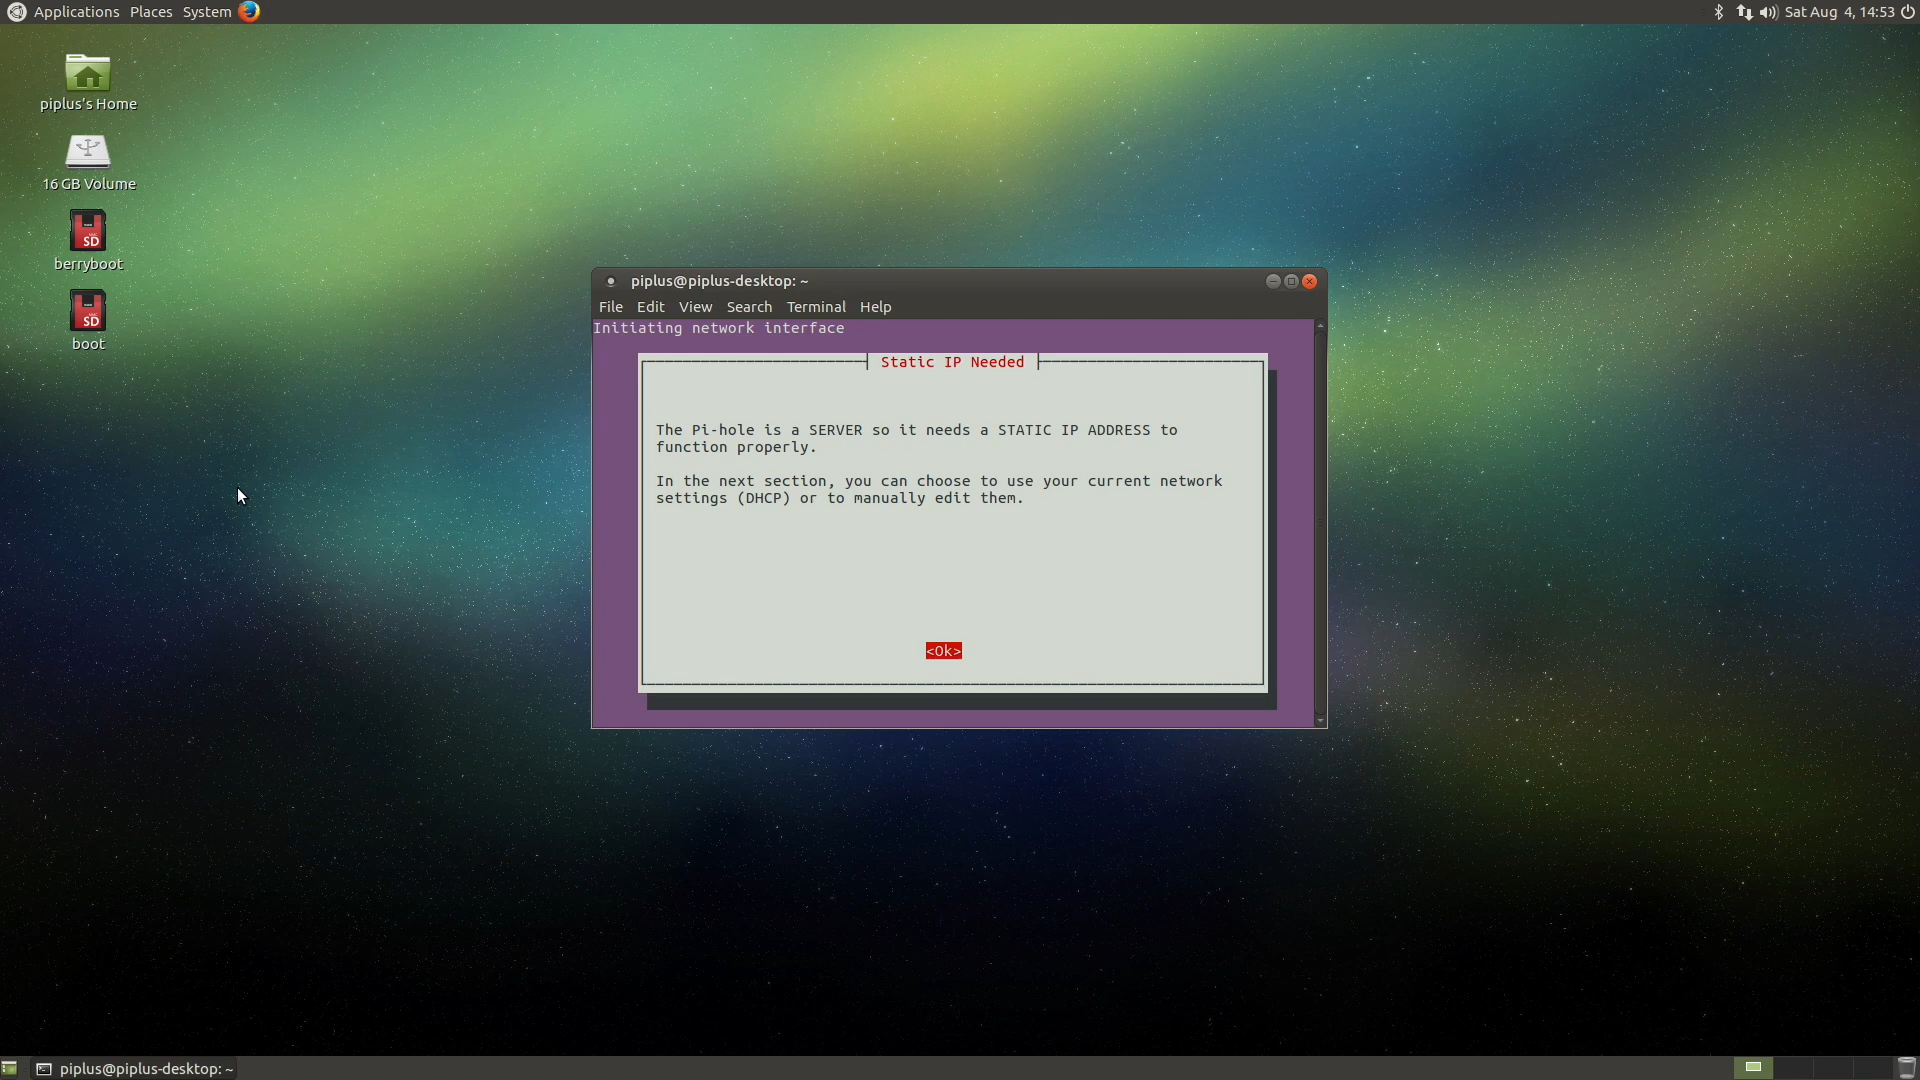 Applications Places System
Sat Aug 4, 14:53
piplus's Home
16 GB Volume
SD
berryboot
SD
boot
piplus@piplus-desktop: ~
File Edit View Search Terminal Help
Initiating network interface
Static IP Needed
The Pi-hole is a SERVER so it needs a STATIC IP ADDRESS to
function properly.
In the next section, you can choose to use your current network
settings (DHCP) or to manually edit them.
<Ok>
piplus@piplus-desktop: ~